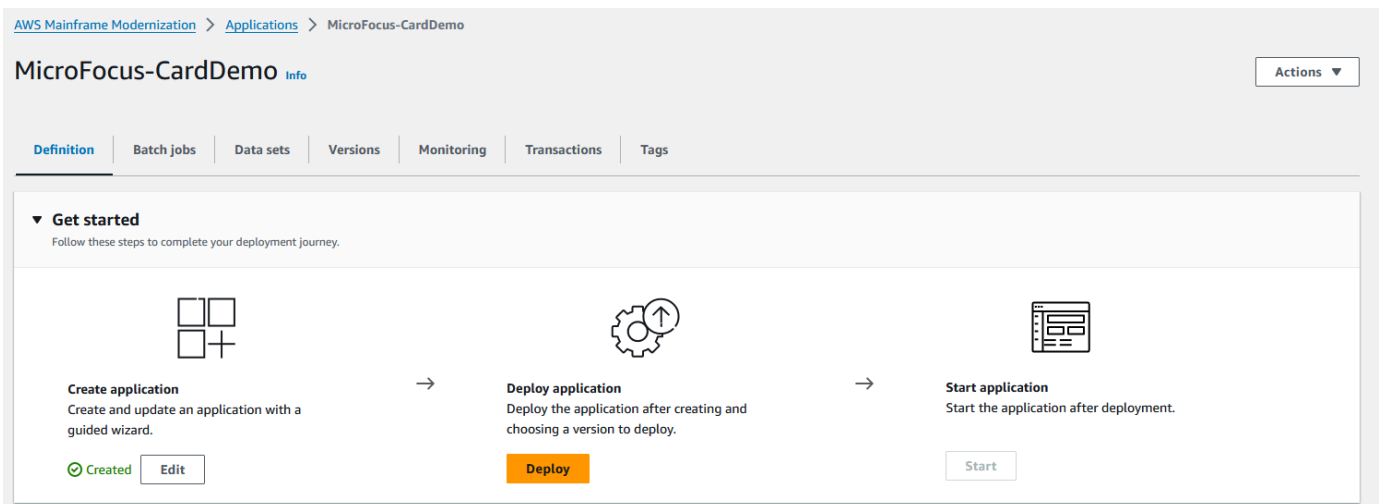 AWS Mainframe Modernization > Applications > MicroFocus-CardDemo
MicroFocus-CardDemo Info
Actions
Definition Batch jobs Data sets Versions Monitoring Transactions Tags
Get started
Follow these steps to complete your deployment journey.
Create application
Create and update an application with a
guided wizard.
Created Edit
Deploy application
Deploy the application after creating and
choosing a version to deploy.
Deploy
Start application
Start the application after deployment.
Start